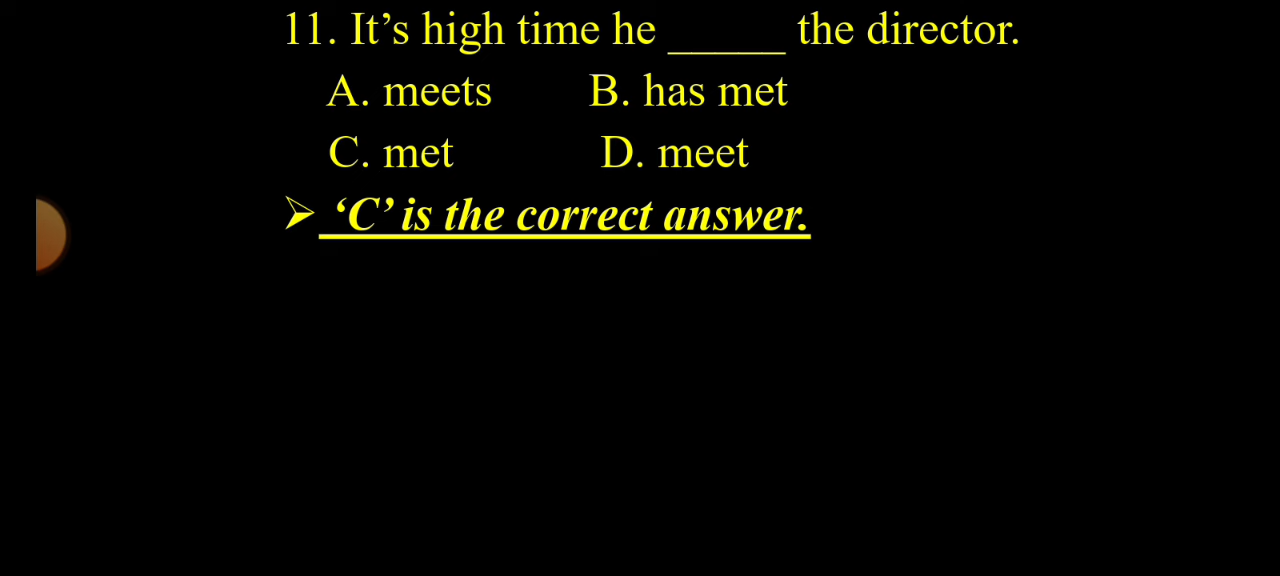 11. It’s high time he _____ the director.
A. meets B. has met
C. met D. meet
➢ ‘C’ is the correct answer.